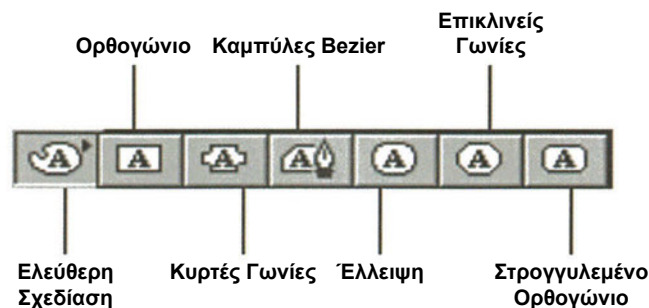 Επικλινείς
Ορθογώνιο Καμπύλες Bezier Γωνίες
A A A A A A A
Ελεύθερη Κυρτές Γωνίες Έλλειψη Στρογγυλεμένο
Σχεδίαση Ορθογώνιο